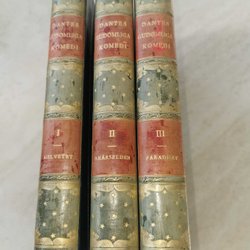 DANTES
GUDOMLIGA
KOMEDI
I
HELVETET
DANTES
GUDOMLIGA
KOMEDI
II
SKÄRSELDEN
DANTES
GUDOMLIGA
KOMEDI
III
PARADISET